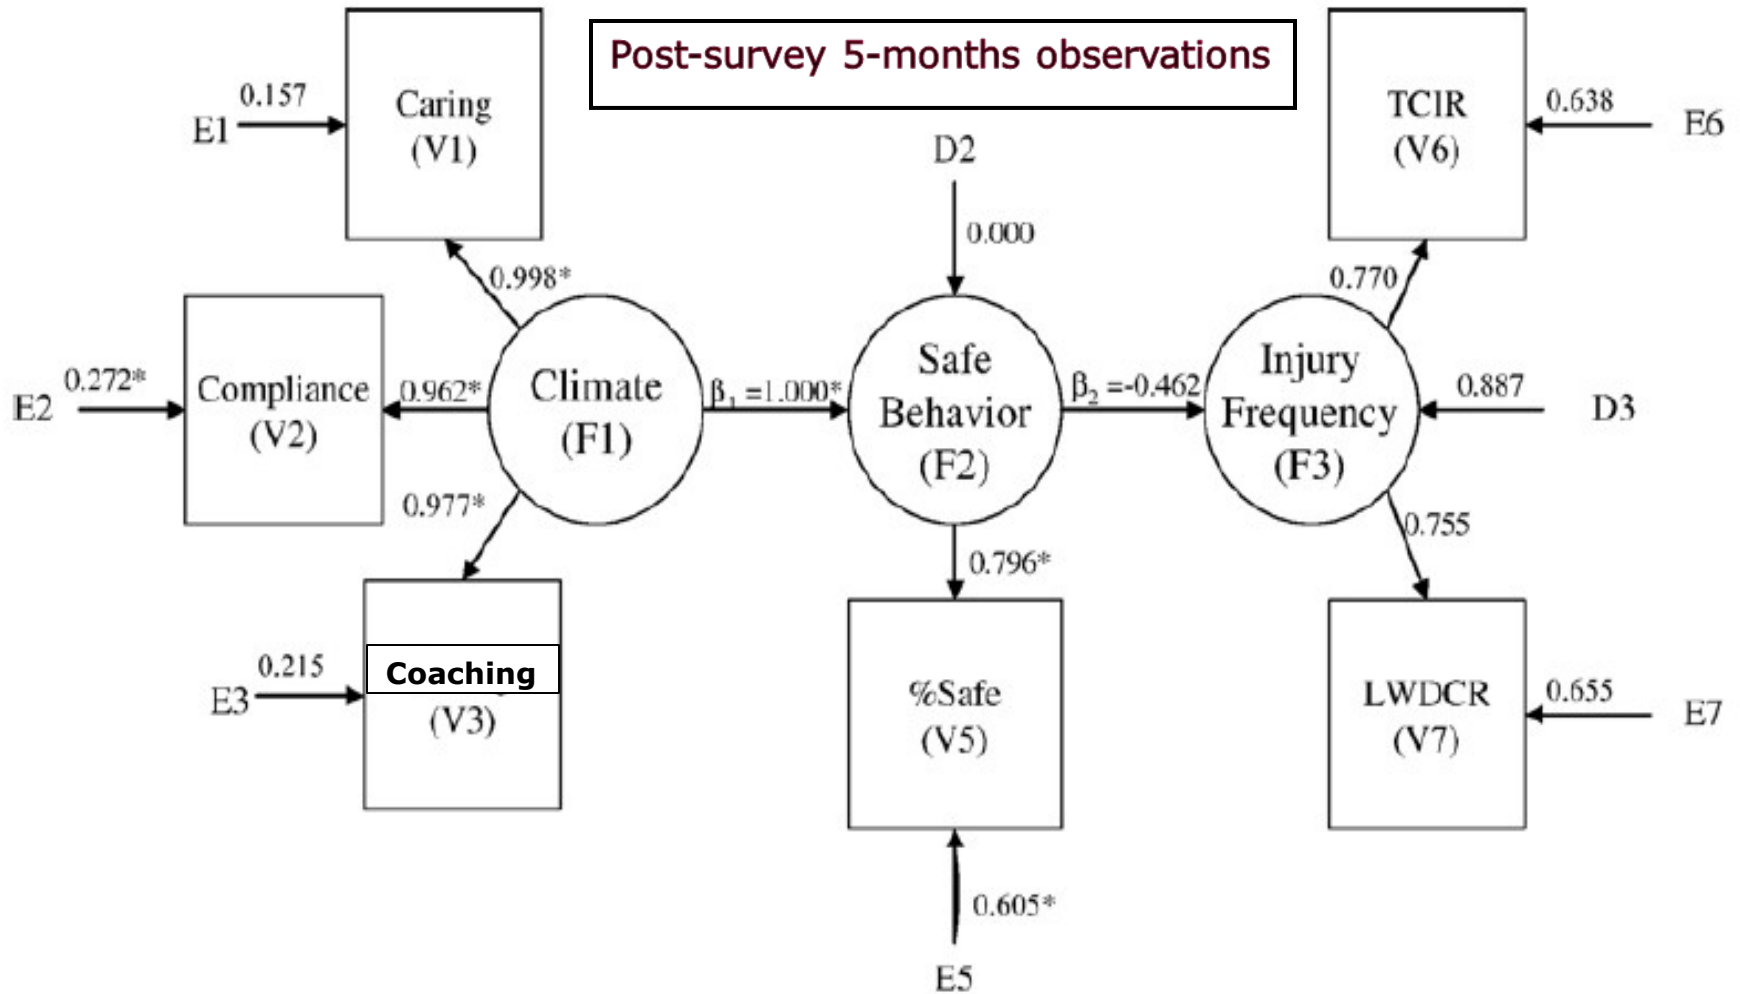 Post-survey 5-months observations
Caring
(V1)
0.157
E1
0.998*
Compliance
(V2)
0.272*
E2
0.962*
Climate
(F1)
0.977*
Coaching
(V3)
0.215
E3
β₁ =1.000*
D2
0.000
Safe
Behavior
(F2)
0.796*
%Safe
(V5)
0.605*
E5
β₂ =-0.462
Injury
Frequency
(F3)
0.887
D3
0.770
TCIR
(V6)
0.638
E6
0.755
LWDCR
(V7)
0.655
E7